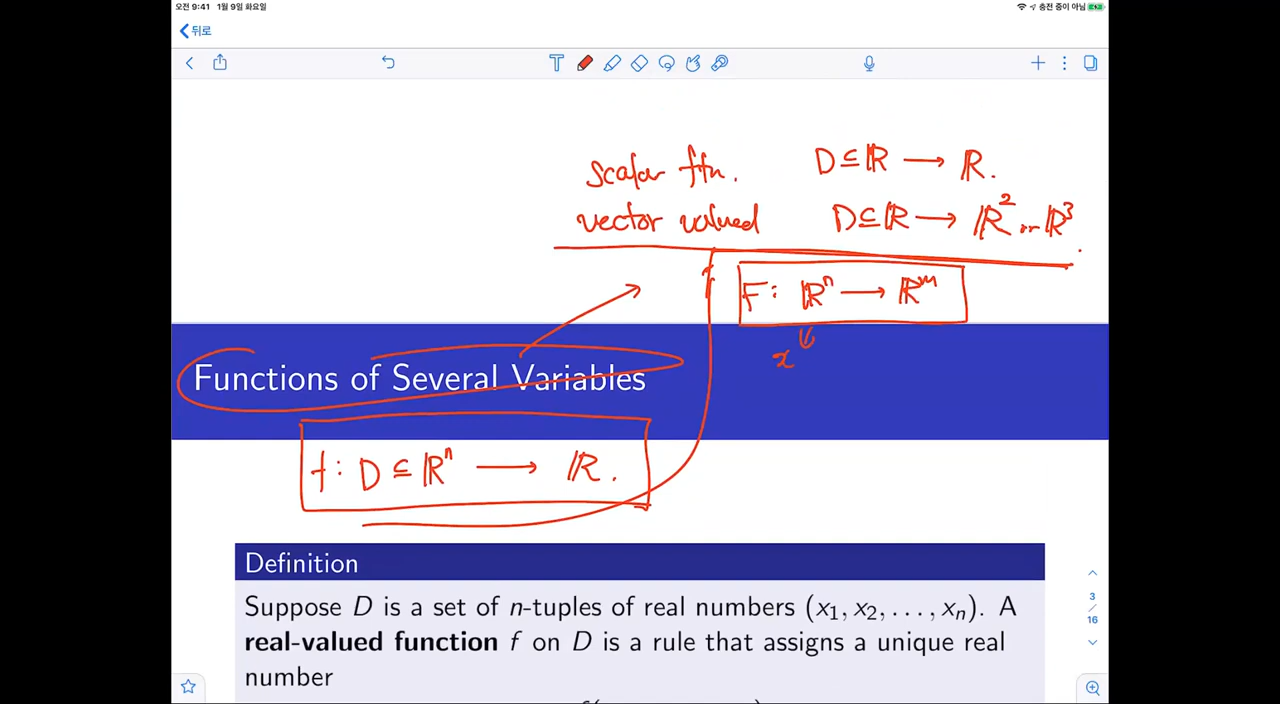 오전 9:41 1월 9일 화요일
충전 중이 아님
뒤로
scalar ftn. D ⊆ ℝ → ℝ.
vector valued D ⊆ ℝ → ℝ² or ℝ³.
F: ℝⁿ → ℝᵐ
x
Functions of Several Variables
f: D ⊆ ℝⁿ → ℝ.
Definition
Suppose D is a set of n-tuples of real numbers (x₁, x₂, . . . , xₙ). A
real-valued function f on D is a rule that assigns a unique real
number
3
/
16